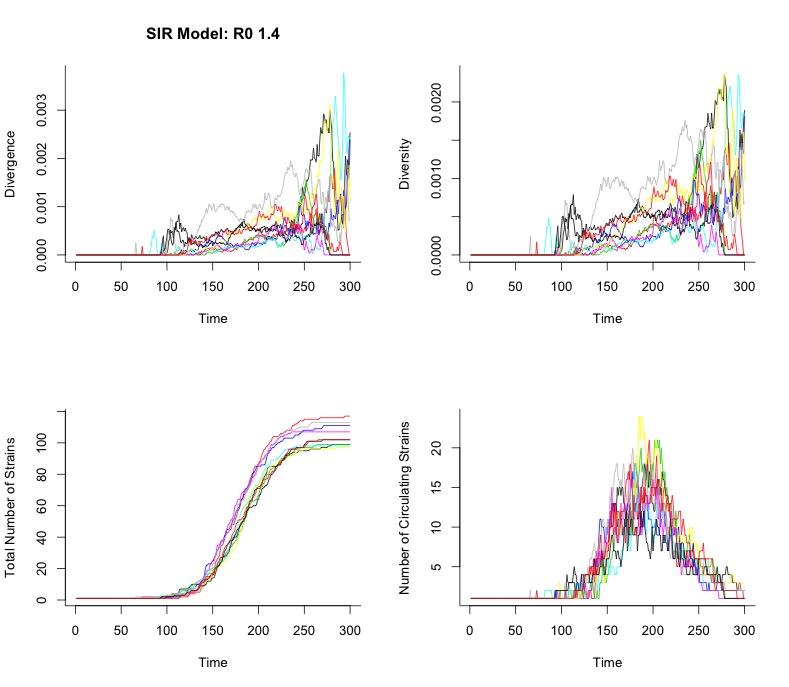 SIR Model: R0 1.4
Divergence
0.000 0.001 0.002 0.003
0 50 100 150 200 250 300
Time
Diversity
0.0000 0.0010 0.0020
0 50 100 150 200 250 300
Time
Total Number of Strains
0 20 40 60 80 100
0 50 100 150 200 250 300
Time
Number of Circulating Strains
5 10 15 20
0 50 100 150 200 250 300
Time